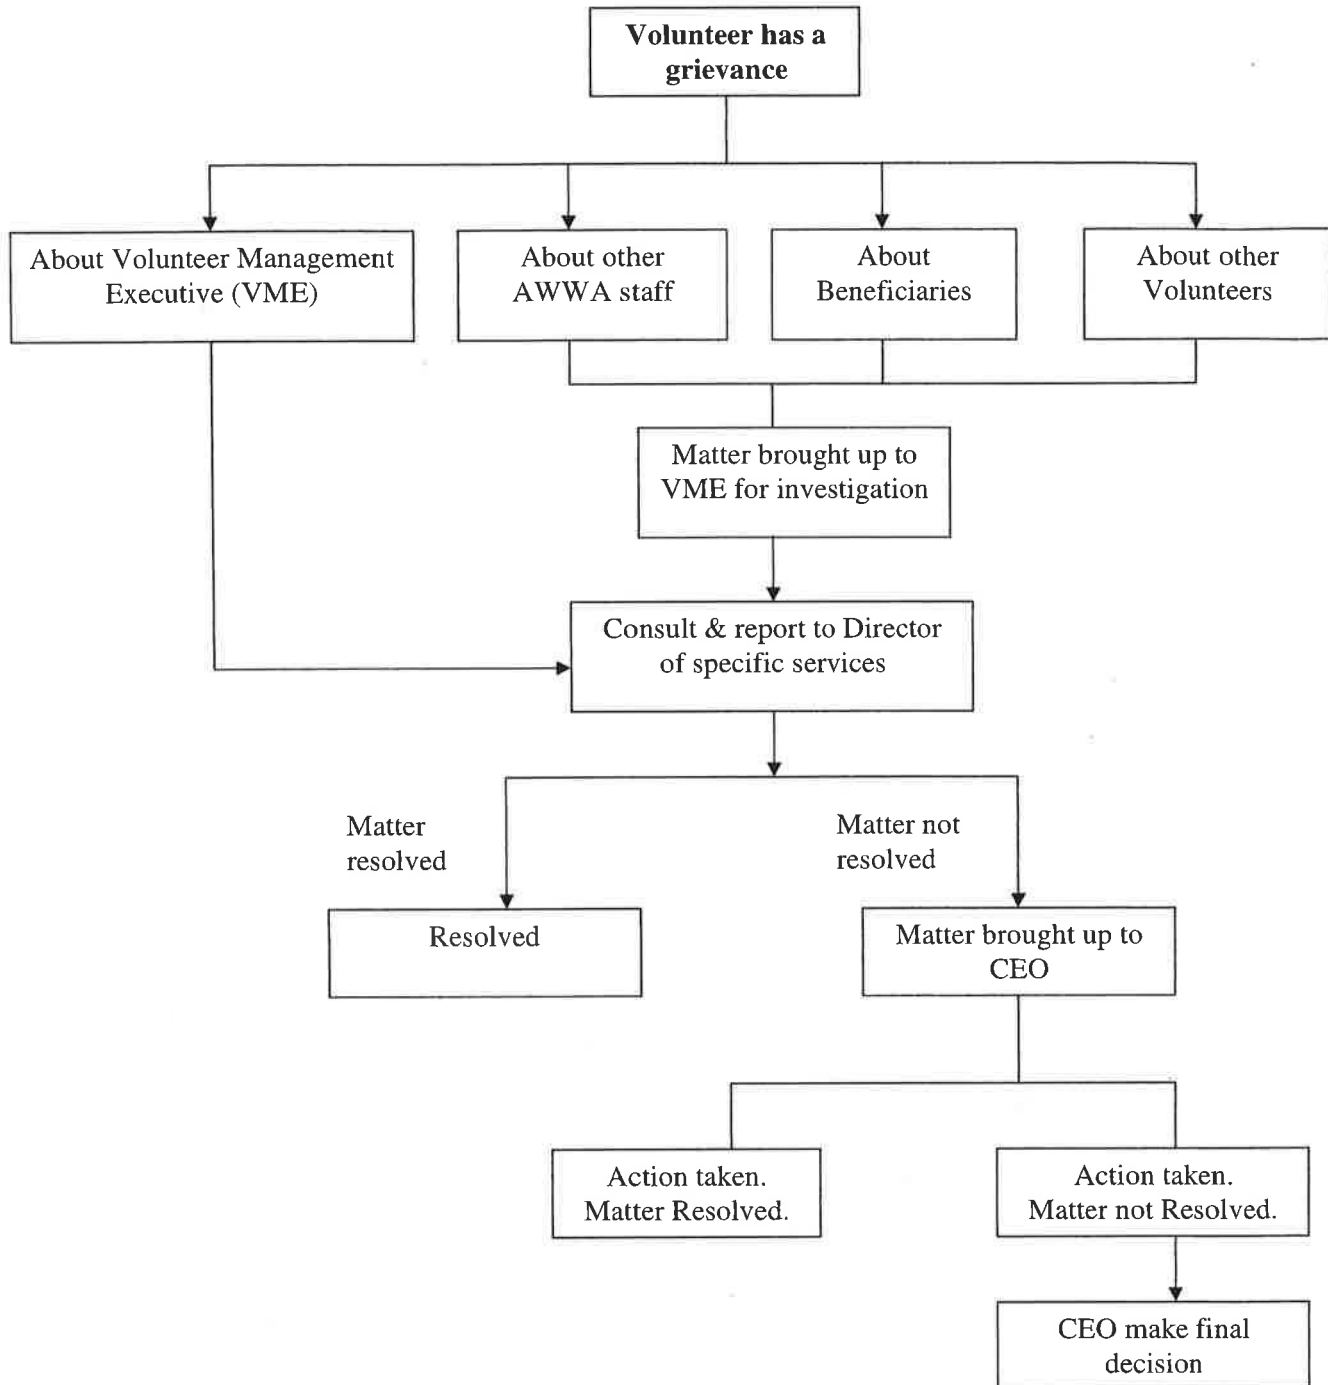 Volunteer has a
grievance
About Volunteer Management
Executive (VME)
About other
AWWA staff
About
Beneficiaries
About other
Volunteers
Matter brought up to
VME for investigation
Consult & report to Director
of specific services
Matter
resolved
Matter not
resolved
Resolved
Matter brought up to
CEO
Action taken.
Matter Resolved.
Action taken.
Matter not Resolved.
CEO make final
decision